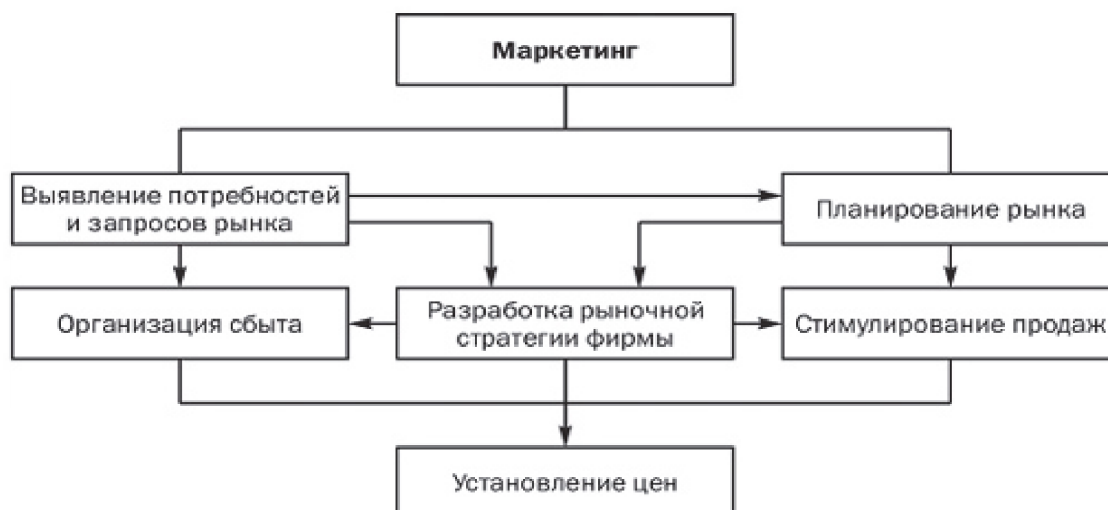 Маркетинг
Выявление потребностей
и запросов рынка
Планирование рынка
Организация сбыта
Разработка рыночной
стратегии фирмы
Стимулирование продаж
Установление цен